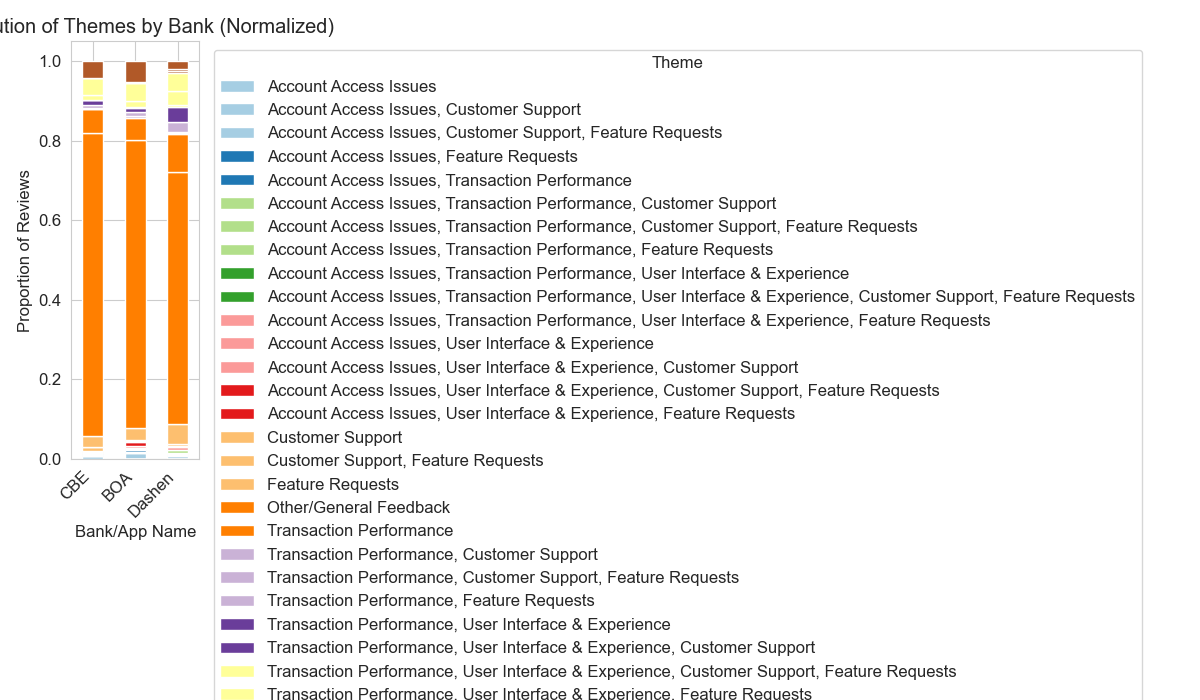 ution of Themes by Bank (Normalized)
1.0
0.8
0.6
0.4
0.2
0.0
Proportion of Reviews
CBE
BOA
Dashen
Bank/App Name
Theme
Account Access Issues
Account Access Issues, Customer Support
Account Access Issues, Customer Support, Feature Requests
Account Access Issues, Feature Requests
Account Access Issues, Transaction Performance
Account Access Issues, Transaction Performance, Customer Support
Account Access Issues, Transaction Performance, Customer Support, Feature Requests
Account Access Issues, Transaction Performance, Feature Requests
Account Access Issues, Transaction Performance, User Interface & Experience
Account Access Issues, Transaction Performance, User Interface & Experience, Customer Support, Feature Requests
Account Access Issues, Transaction Performance, User Interface & Experience, Feature Requests
Account Access Issues, User Interface & Experience
Account Access Issues, User Interface & Experience, Customer Support
Account Access Issues, User Interface & Experience, Customer Support, Feature Requests
Account Access Issues, User Interface & Experience, Feature Requests
Customer Support
Customer Support, Feature Requests
Feature Requests
Other/General Feedback
Transaction Performance
Transaction Performance, Customer Support
Transaction Performance, Customer Support, Feature Requests
Transaction Performance, Feature Requests
Transaction Performance, User Interface & Experience
Transaction Performance, User Interface & Experience, Customer Support
Transaction Performance, User Interface & Experience, Customer Support, Feature Requests
Transaction Performance, User Interface & Experience, Feature Requests